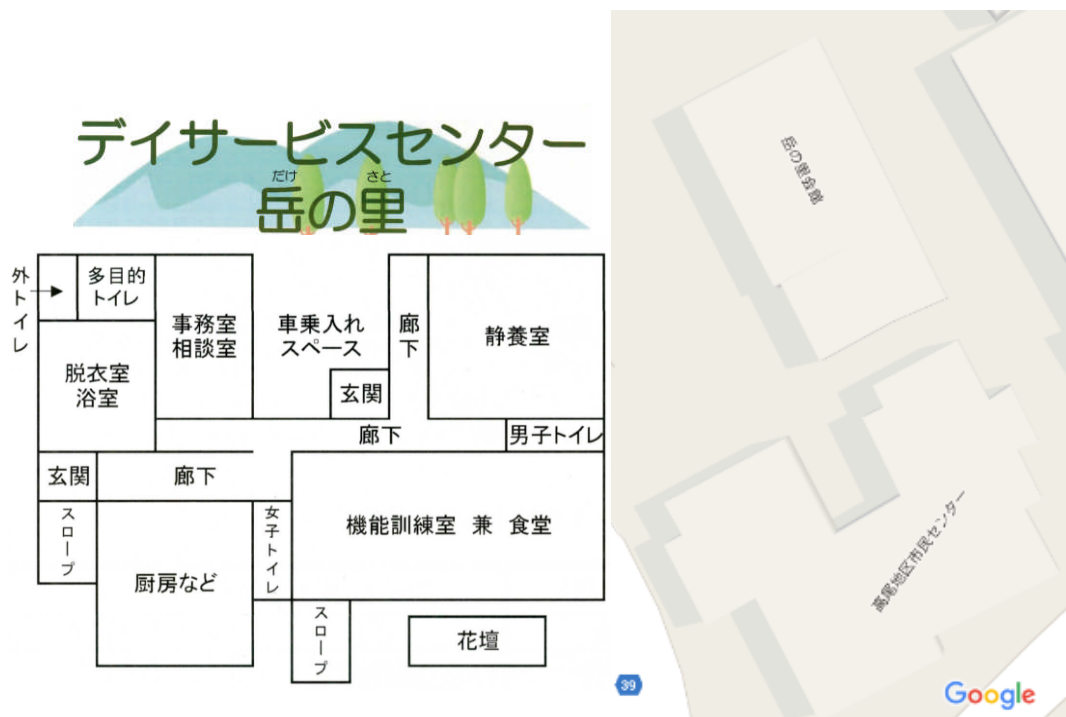 デイサービスセンター
だけ さと
岳の里
外トイレ
多目的
トイレ
事務室
相談室
車乗入れ
スペース
廊下
静養室
脱衣室
浴室
玄関
廊下
男子トイレ
玄関
廊下
スロープ
女子トイレ
機能訓練室 兼 食堂
厨房など
スロープ
花壇
岳の里会館
高尾地区市民センター
39
Google